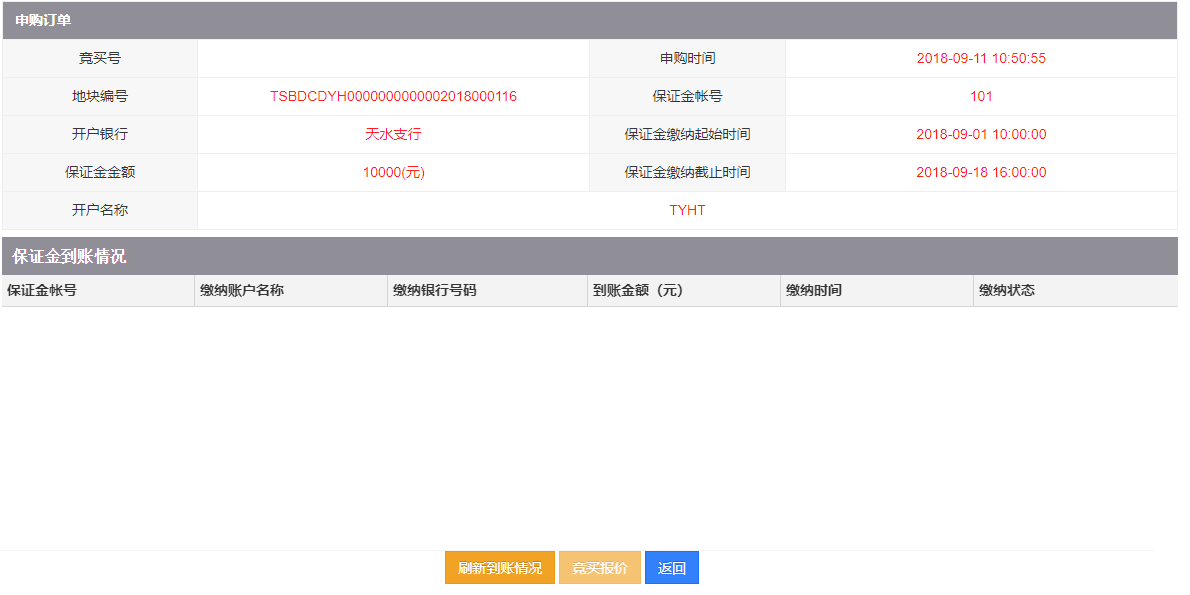 申购订单
竞买号 申购时间 2018-09-11 10:50:55
地块编号 TSBDCDYH0000000000002018000116 保证金帐号 101
开户银行 天水支行 保证金缴纳起始时间 2018-09-01 10:00:00
保证金金额 10000(元) 保证金缴纳截止时间 2018-09-18 16:00:00
开户名称 TYHT
保证金到账情况
保证金帐号 缴纳账户名称 缴纳银行号码 到账金额（元） 缴纳时间 缴纳状态
刷新到账情况 竞买报价 返回